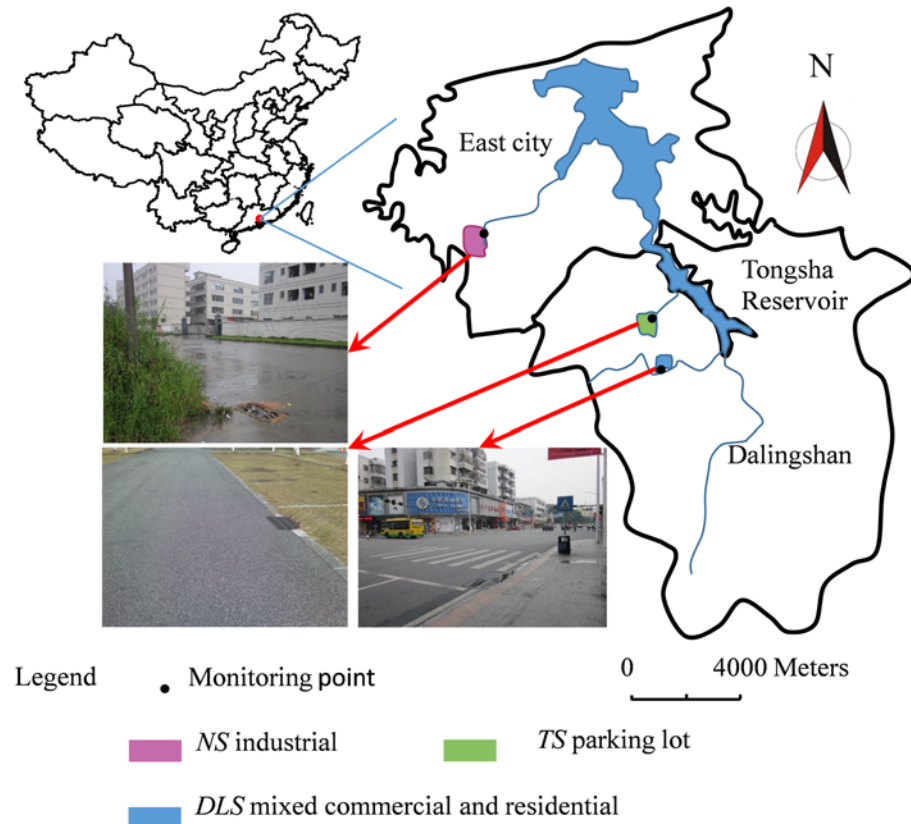 N
East city
Tongsha
Reservoir
Dalingshan
0 4000 Meters
Legend
Monitoring point
NS industrial
TS parking lot
DLS mixed commercial and residential